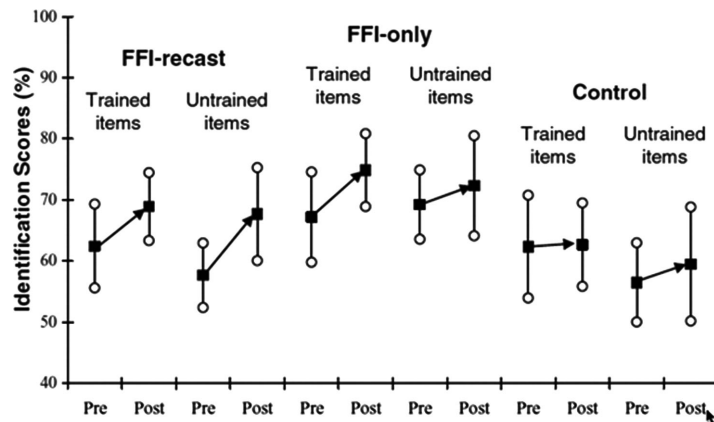 100
90
80
70
60
50
40
Identification Scores (%)
FFI-recast
Trained
items
Untrained
items
FFI-only
Trained
items
Untrained
items
Control
Trained
items
Untrained
items
Pre Post Pre Post Pre Post Pre Post Pre Post Pre Post